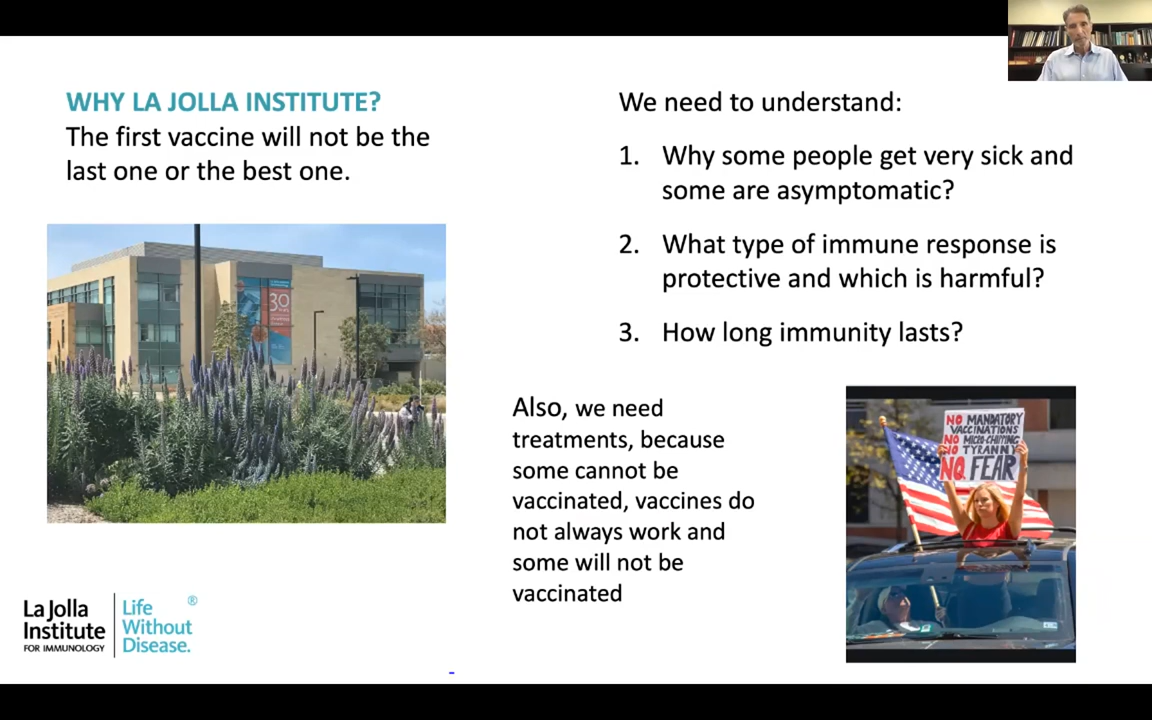 WHY LA JOLLA INSTITUTE?
The first vaccine will not be the
last one or the best one.
30
We need to understand:
1. Why some people get very sick and
some are asymptomatic?
2. What type of immune response is
protective and which is harmful?
3. How long immunity lasts?
Also, we need
treatments, because
some cannot be
vaccinated, vaccines do
not always work and
some will not be
vaccinated
NO MANDATORY
VACCINATIONS
NO MICRO-CHIPPING
NO TYRANNY
NO FEAR
La Jolla
Institute
FOR IMMUNOLOGY
Life
Without
Disease.
®